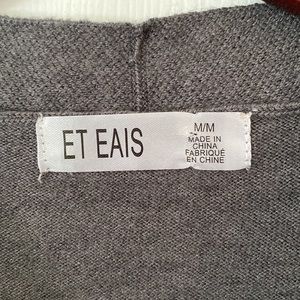 ET EAIS
M/M
MADE IN
CHINA
FABRIQUÉ
EN CHINE